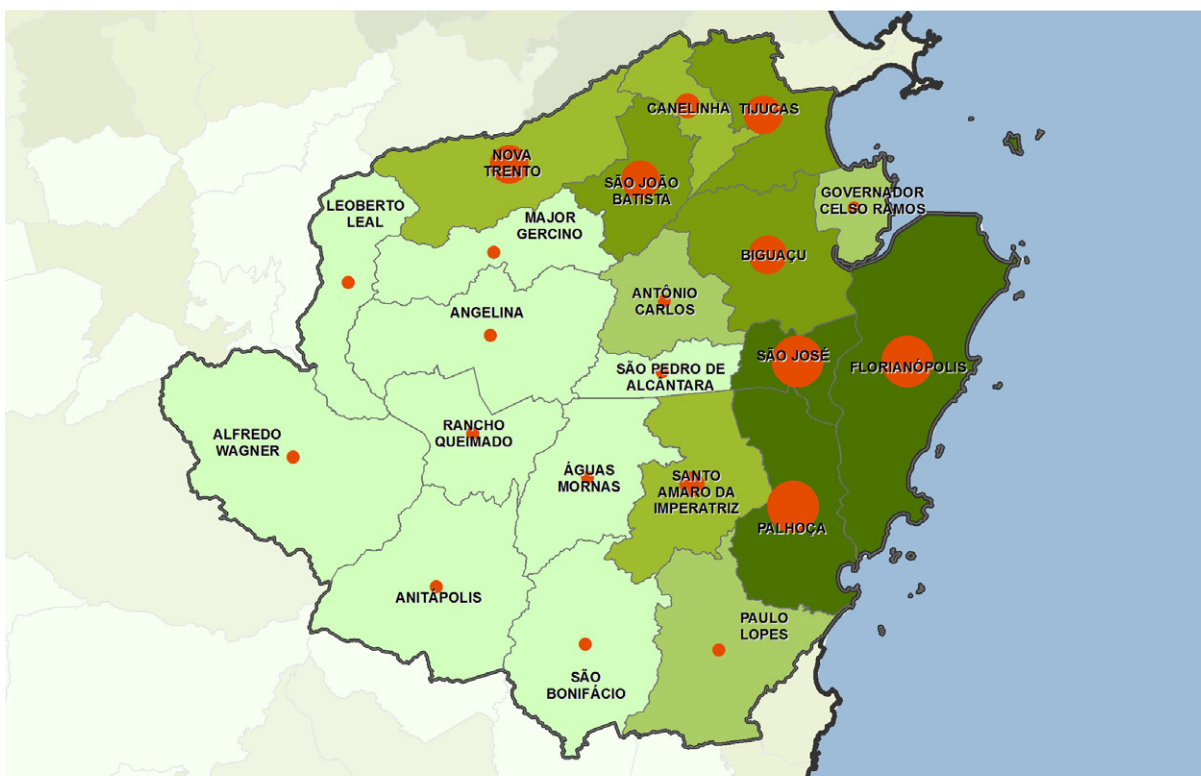 CANELINHA
TIJUCAS
NOVA
TRENTO
SÃO JOÃO
BATISTA
GOVERNADOR
CELSO RAMOS
LEOBERTO
LEAL
MAJOR
GERCINO
BIGUAÇU
ANTÔNIO
CARLOS
ANGELINA
SÃO JOSÉ
FLORIANÓPOLIS
SÃO PEDRO DE
ALCÂNTARA
RANCHO
QUEIMADO
ALFREDO
WAGNER
ÁGUAS
MORNAS
SANTO
AMARO DA
IMPERATRIZ
PALHOÇA
ANITÁPOLIS
PAULO
LOPES
SÃO
BONIFÁCIO